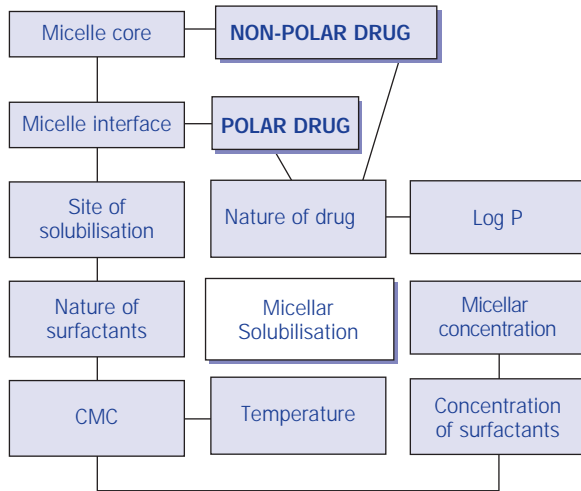 Micelle core
NON-POLAR DRUG
Micelle interface
POLAR DRUG
Site of
solubilisation
Nature of drug
Log P
Nature of
surfactants
Micellar
Solubilisation
Micellar
concentration
CMC
Temperature
Concentration
of surfactants